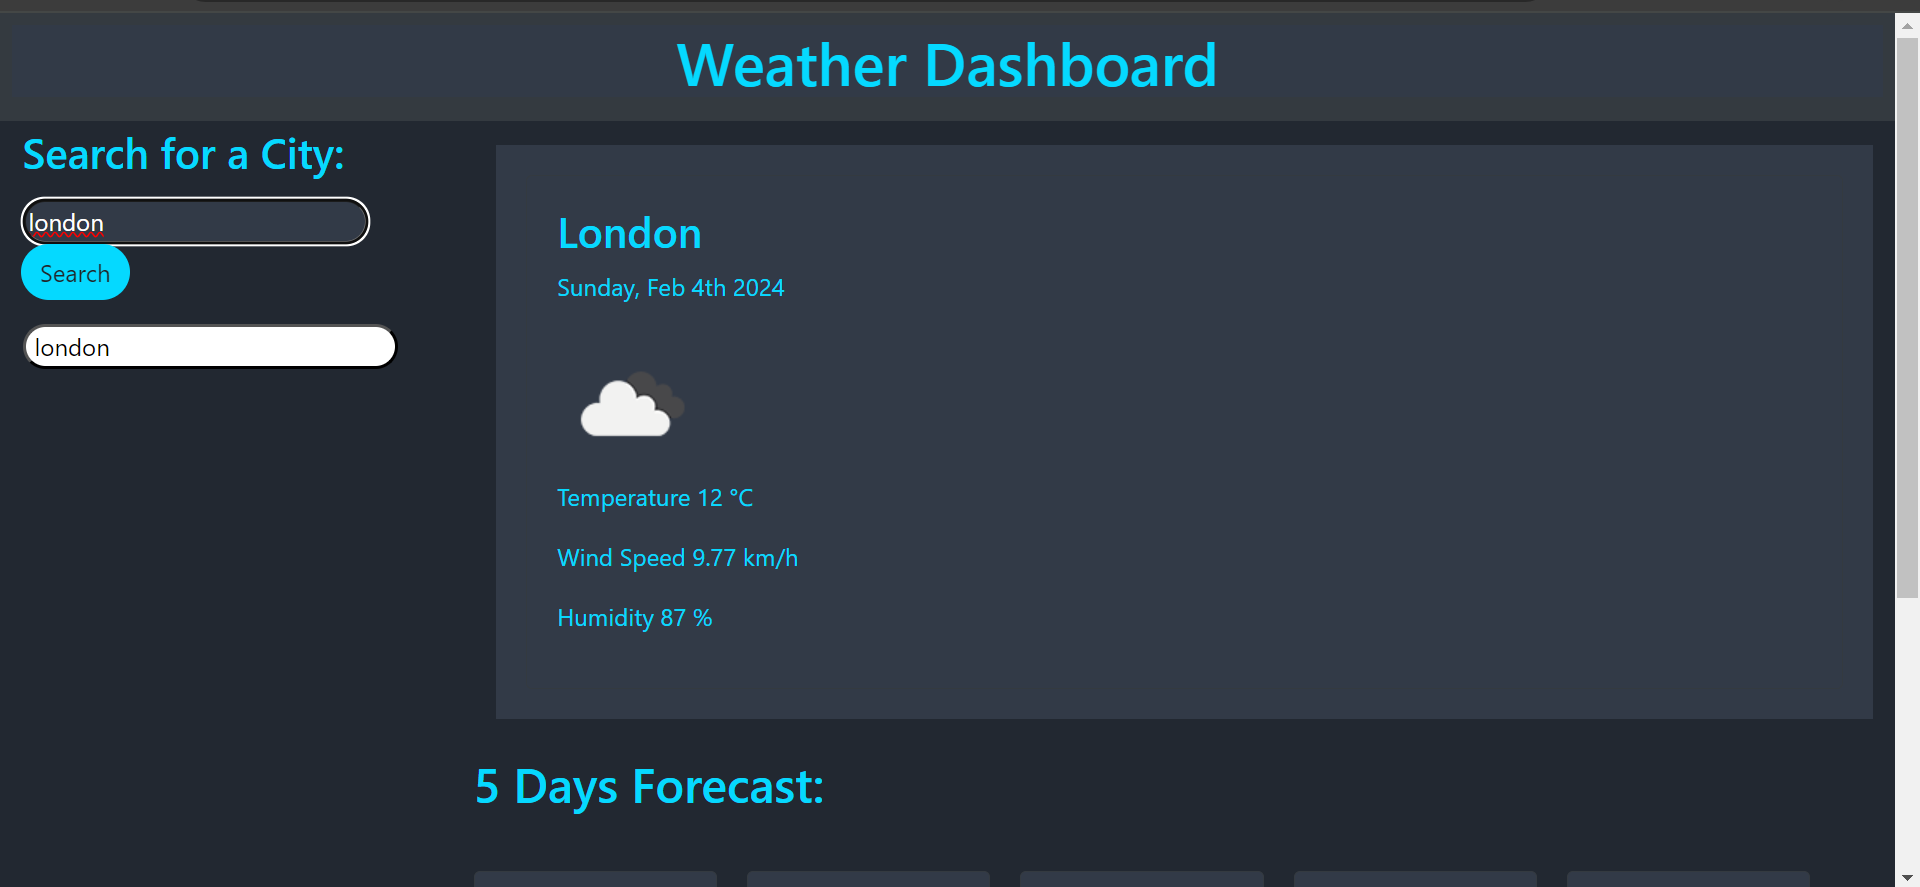 Weather Dashboard
Search for a City:
london
Search
london
London
Sunday, Feb 4th 2024
Temperature 12 °C
Wind Speed 9.77 km/h
Humidity 87 %
5 Days Forecast: